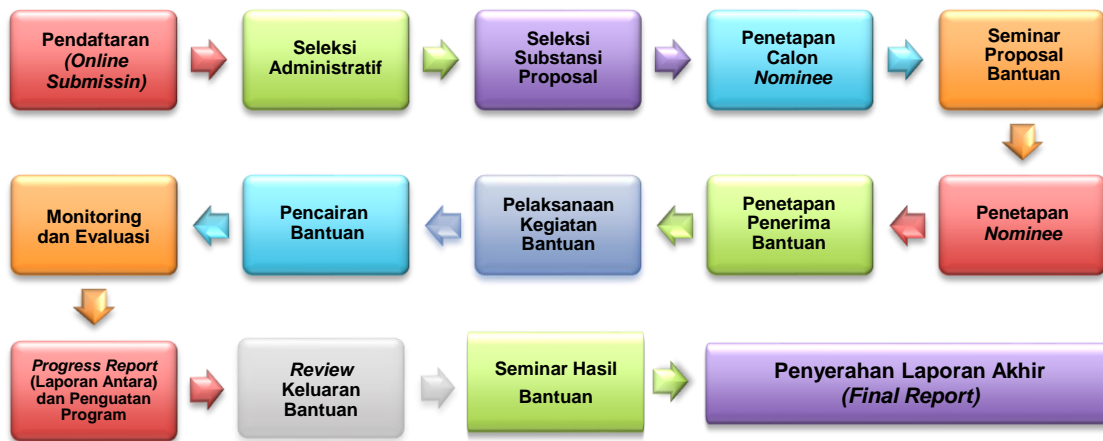 Pendaftaran
(Online
Submissin)
Seleksi
Administratif
Seleksi
Substansi
Proposal
Penetapan
Calon
Nominee
Seminar
Proposal
Bantuan
Penetapan
Nominee
Penetapan
Penerima
Bantuan
Pelaksanaan
Kegiatan
Bantuan
Pencairan
Bantuan
Monitoring
dan Evaluasi
Progress Report
(Laporan Antara)
dan Penguatan
Program
Review
Keluaran
Bantuan
Seminar Hasil
Bantuan
Penyerahan Laporan Akhir
(Final Report)